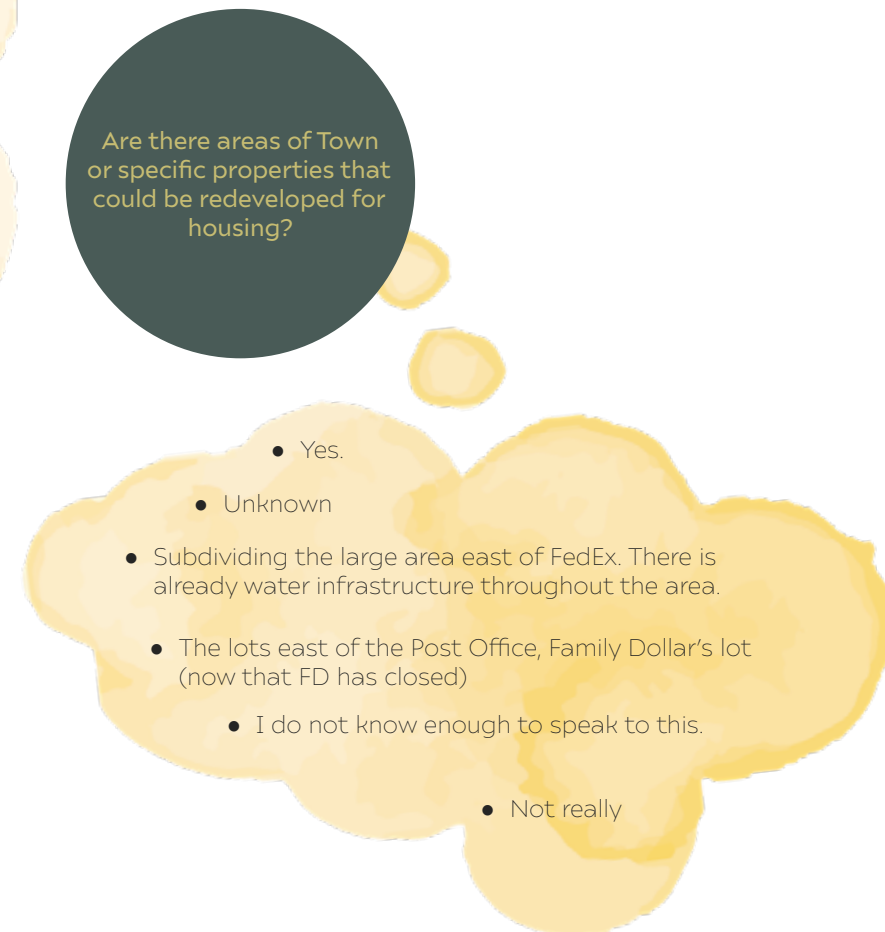 Are there areas of Town
or specific properties that
could be redeveloped for
housing?
● Yes.
● Unknown
● Subdividing the large area east of FedEx. There is
already water infrastructure throughout the area.
● The lots east of the Post Office, Family Dollar's lot
(now that FD has closed)
● I do not know enough to speak to this.
● Not really